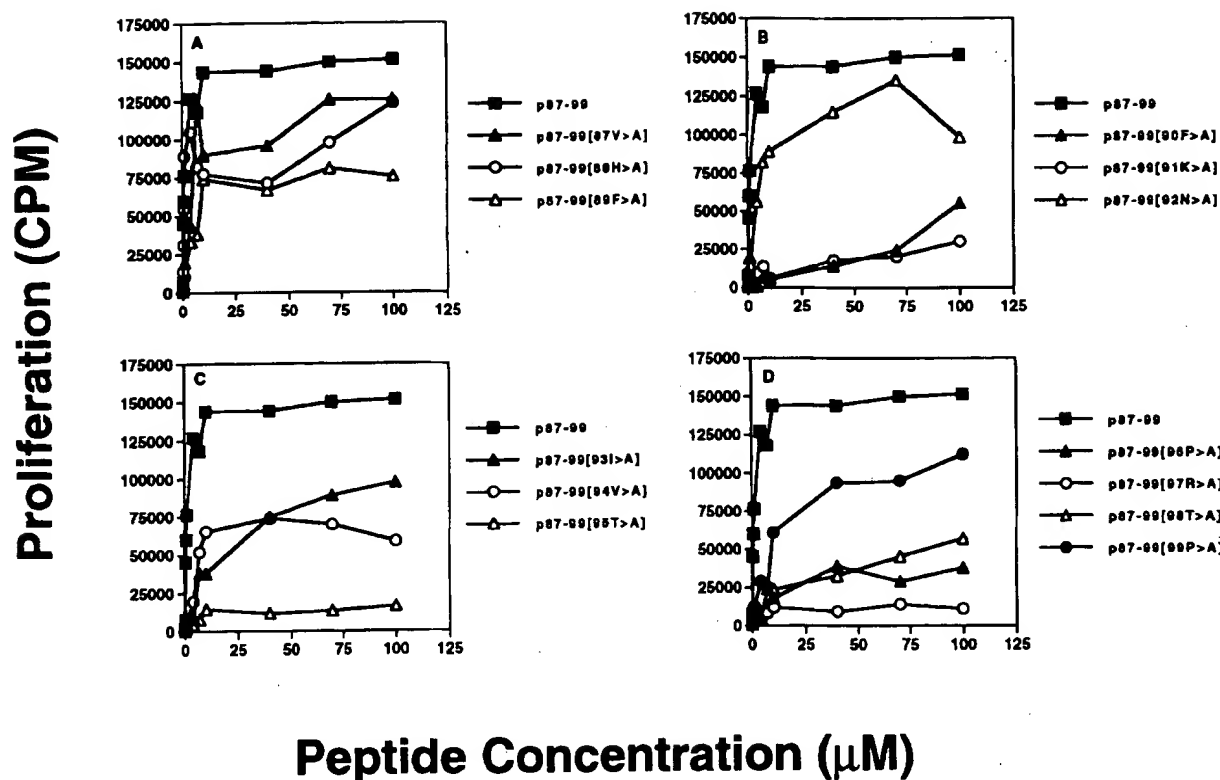 Proliferation (CPM)
A
175000
150000
125000
100000
75000
50000
25000
0
0 25 50 75 100 125
p87-99
p87-99[87V>A]
p87-99[88H>A]
p87-99[89F>A]
B
175000
150000
125000
100000
75000
50000
25000
0
0 25 50 75 100 125
p87-99
p87-99[90F>A]
p87-99[91K>A]
p87-99[92N>A]
C
175000
150000
125000
100000
75000
50000
25000
0
0 25 50 75 100 125
p87-99
p87-99[93I>A]
p87-99[94V>A]
p87-99[95T>A]
D
175000
150000
125000
100000
75000
50000
25000
0
0 25 50 75 100 125
p87-99
p87-99[96P>A]
p87-99[97R>A]
p87-99[98T>A]
p87-99[99P>A]
Peptide Concentration (μM)